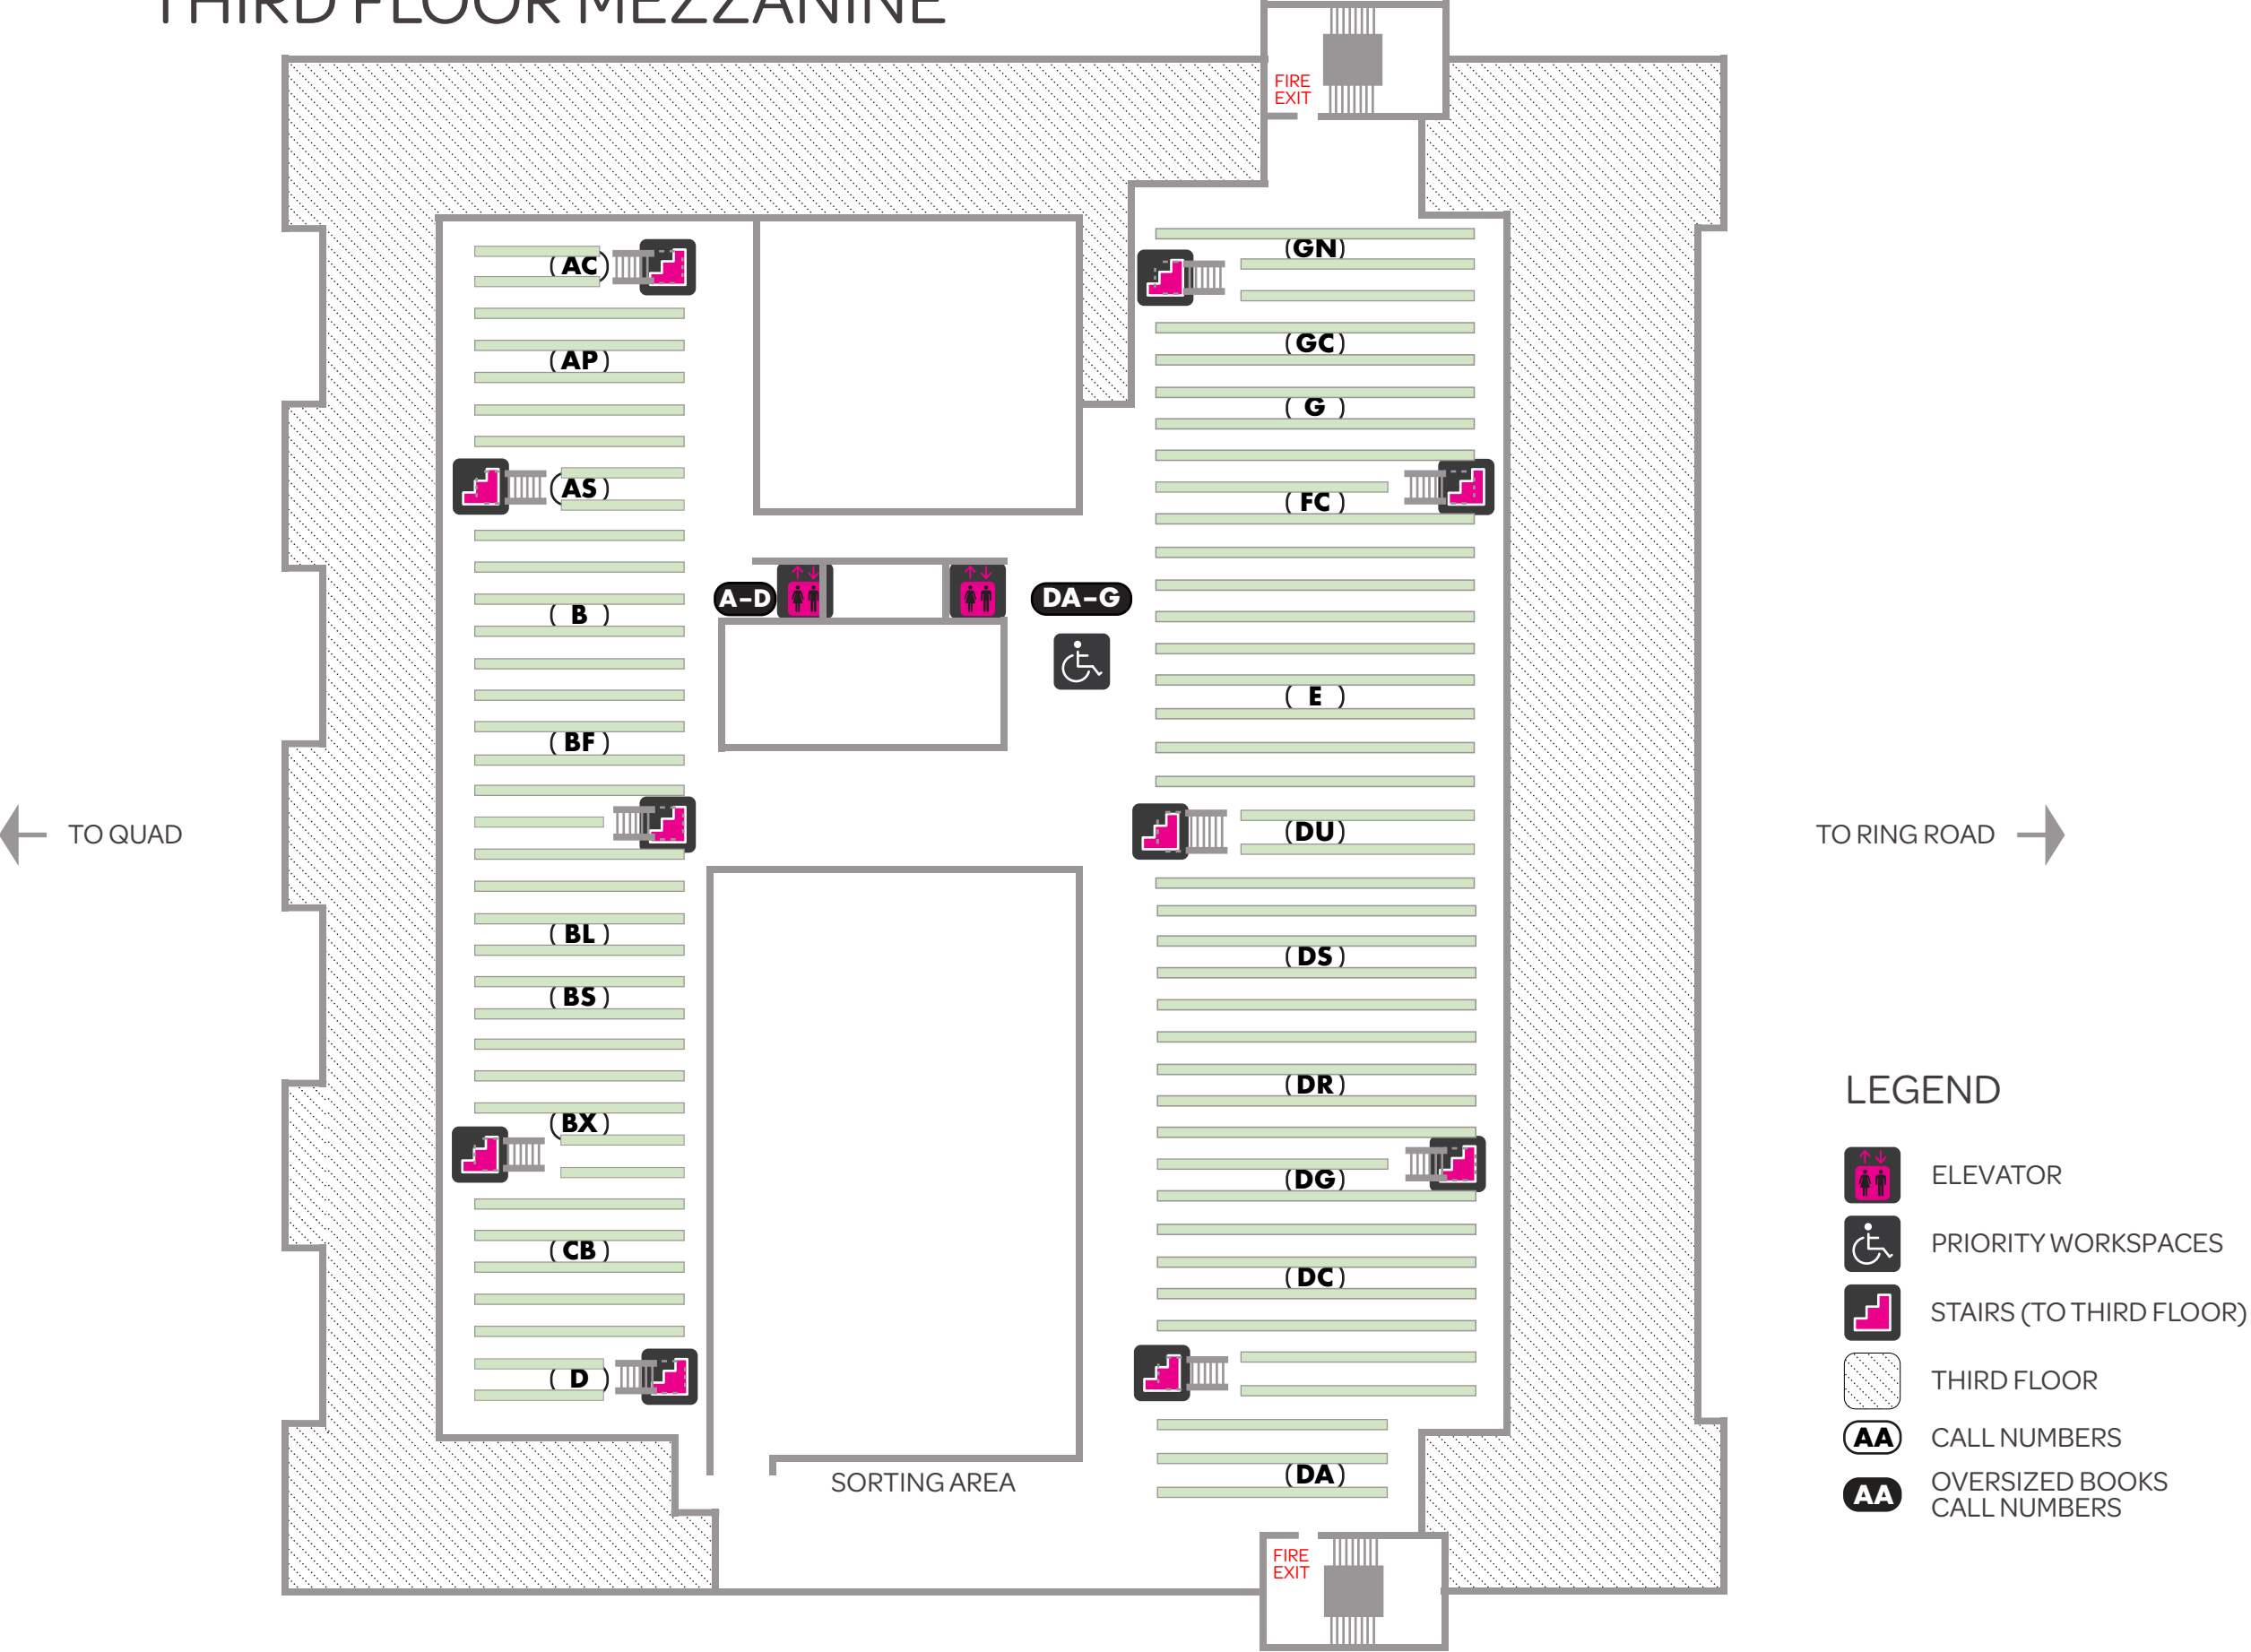 THIRD FLOOR MEZZANINE
FIRE
EXIT
(GN)
(AC)
(GC)
(AP)
(G)
(AS)
(FC)
A–D
DA–G
(B)
(E)
(BF)
(DU)
TO QUAD
TO RING ROAD
(BL)
(DS)
(BS)
(DR)
LEGEND
(BX)
(DG)
ELEVATOR
PRIORITY WORKSPACES
(CB)
(DC)
STAIRS (TO THIRD FLOOR)
(D)
THIRD FLOOR
AA CALL NUMBERS
(DA)
SORTING AREA
AA OVERSIZED BOOKS
CALL NUMBERS
FIRE
EXIT